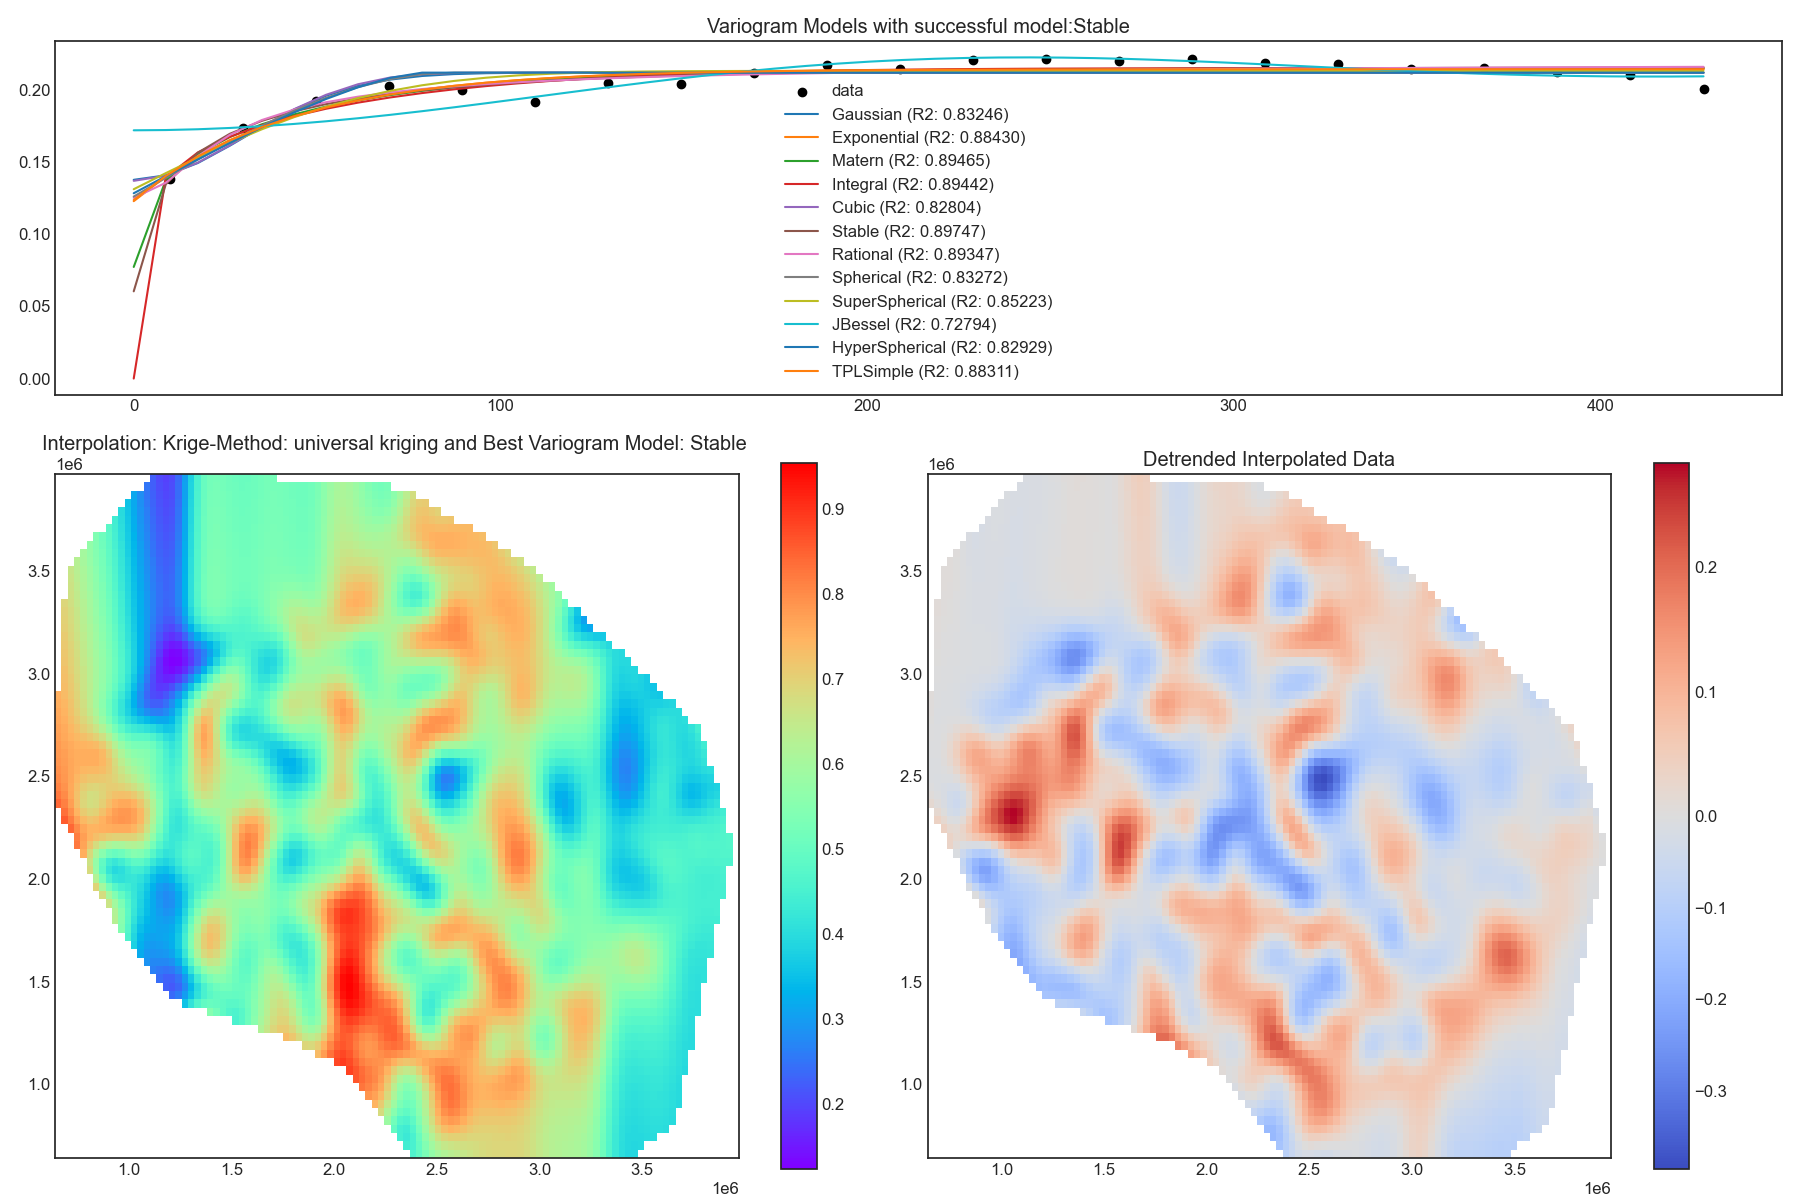 Variogram Models with successful model:Stable
0.20
0.15
0.10
0.05
0.00
data
Gaussian (R2: 0.83246)
Exponential (R2: 0.88430)
Matern (R2: 0.89465)
Integral (R2: 0.89442)
Cubic (R2: 0.82804)
Stable (R2: 0.89747)
Rational (R2: 0.89347)
Spherical (R2: 0.83272)
SuperSpherical (R2: 0.85223)
JBessel (R2: 0.72794)
HyperSpherical (R2: 0.82929)
TPLSimple (R2: 0.88311)
0 100 200 300 400
Interpolation: Krige-Method: universal kriging and Best Variogram Model: Stable
1e6
3.5
3.0
2.5
2.0
1.5
1.0
1.0 1.5 2.0 2.5 3.0 3.5
1e6
0.9
0.8
0.7
0.6
0.5
0.4
0.3
0.2
Detrended Interpolated Data
1e6
3.5
3.0
2.5
2.0
1.5
1.0
1.0 1.5 2.0 2.5 3.0 3.5
1e6
0.2
0.1
0.0
−0.1
−0.2
−0.3